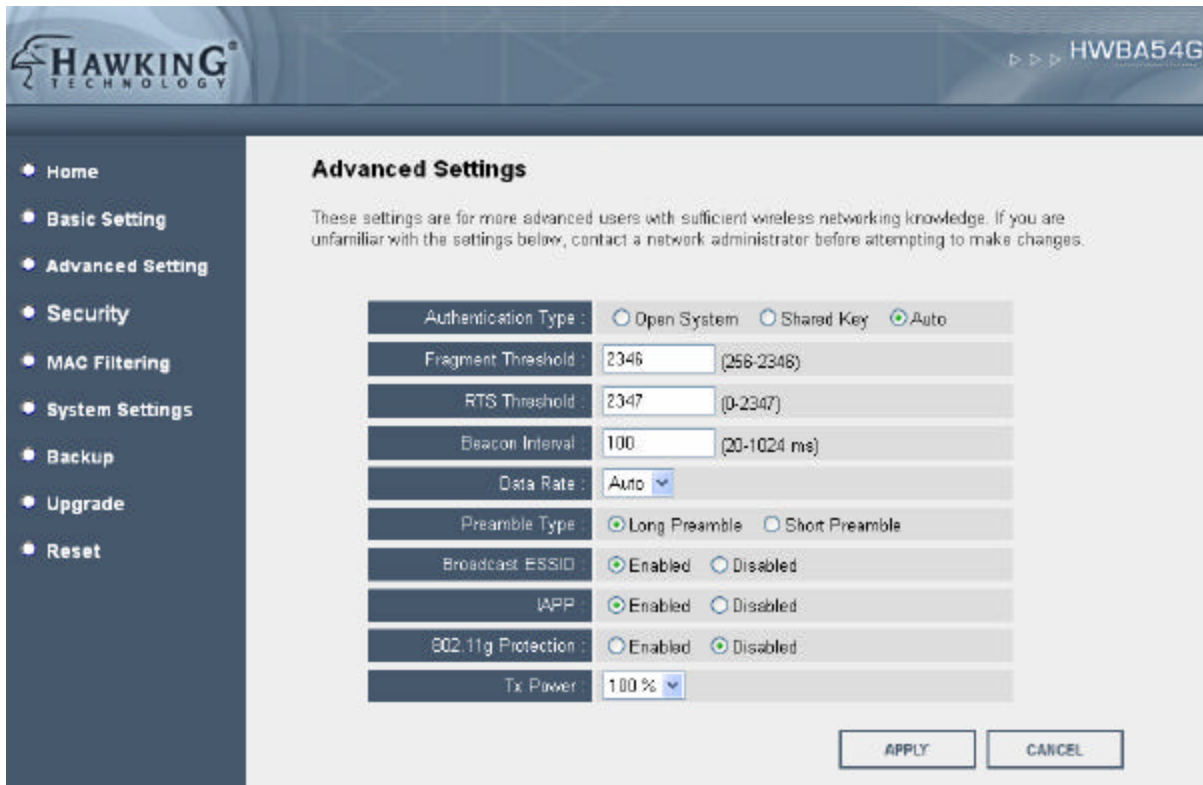 HAWKING®
TECHNOLOGY
HWBA54G
Home
Basic Setting
Advanced Setting
Security
MAC Filtering
System Settings
Backup
Upgrade
Reset
Advanced Settings
These settings are for more advanced users with sufficient wireless networking knowledge. If you are
unfamiliar with the settings below, contact a network administrator before attempting to make changes.
Authentication Type : Open System Shared Key Auto
Fragment Threshold : 2346 (256-2346)
RTS Threshold : 2347 (0-2347)
Beacon Interval : 100 (20-1024 ms)
Data Rate : Auto
Preamble Type : Long Preamble Short Preamble
Broadcast ESSID : Enabled Disabled
IAPP : Enabled Disabled
802.11g Protection : Enabled Disabled
Tx Power : 100 %
APPLY CANCEL